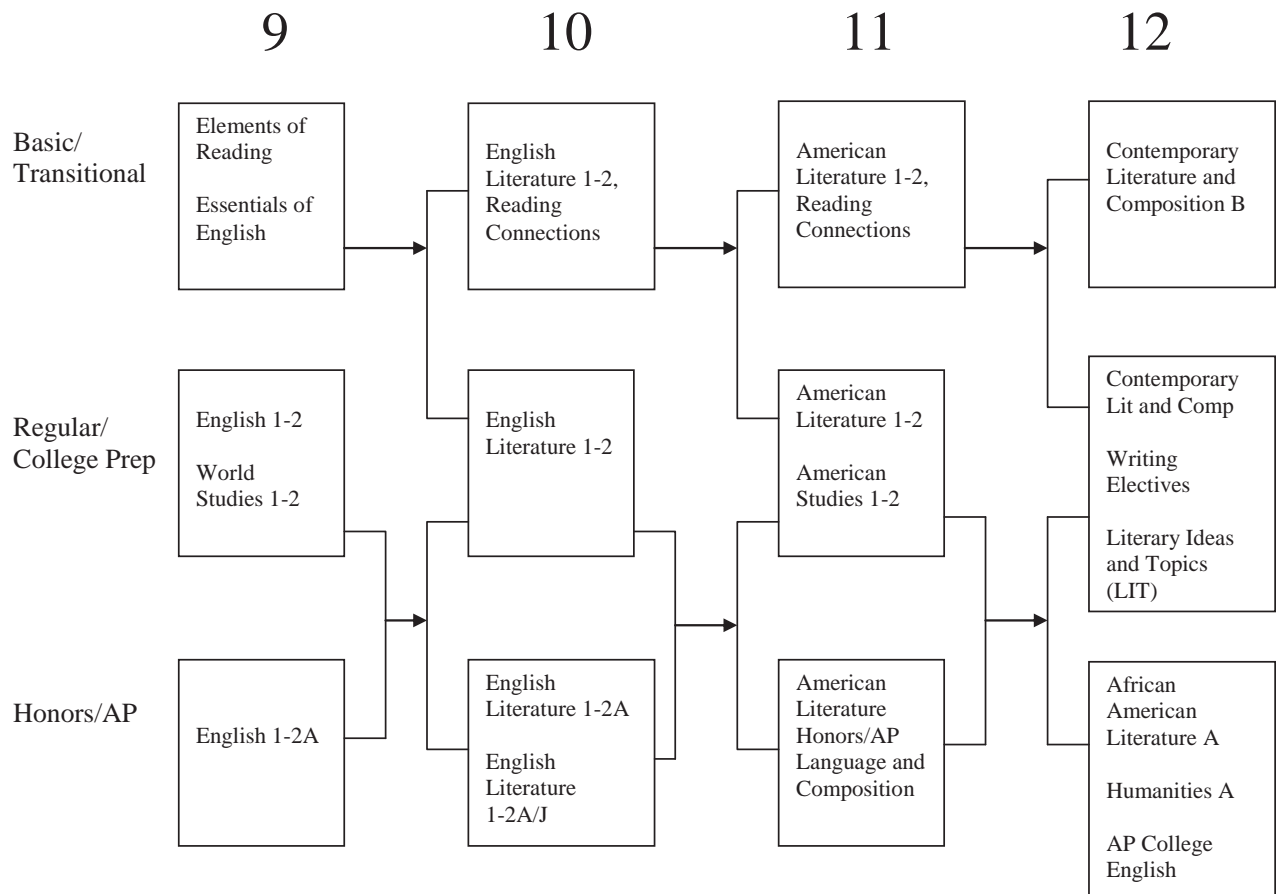 9
10
11
12
Basic/
Transitional
Elements of
Reading
Essentials of
English
English
Literature 1-2,
Reading
Connections
American
Literature 1-2,
Reading
Connections
Contemporary
Literature and
Composition B
Regular/
College Prep
English 1-2
World
Studies 1-2
English
Literature 1-2
American
Literature 1-2
American
Studies 1-2
Contemporary
Lit and Comp
Writing
Electives
Literary Ideas
and Topics
(LIT)
Honors/AP
English 1-2A
English
Literature 1-2A
English
Literature
1-2A/J
American
Literature
Honors/AP
Language and
Composition
African
American
Literature A
Humanities A
AP College
English